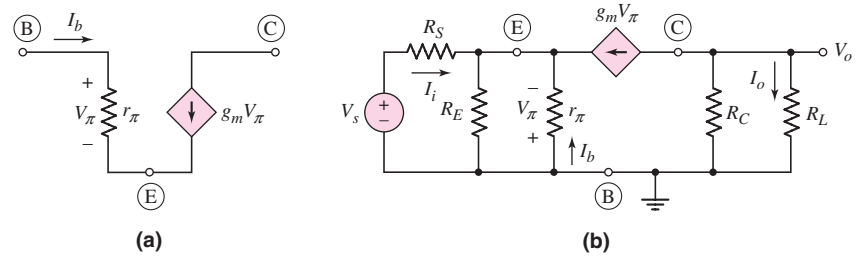 B
I_b
C
+
V_π
r_π
−
g_mV_π
E
(a)
R_S
I_i
V_s
+
−
R_E
E
−
V_π
+
r_π
I_b
g_mV_π
C
B
V_o
I_o
R_C
R_L
(b)